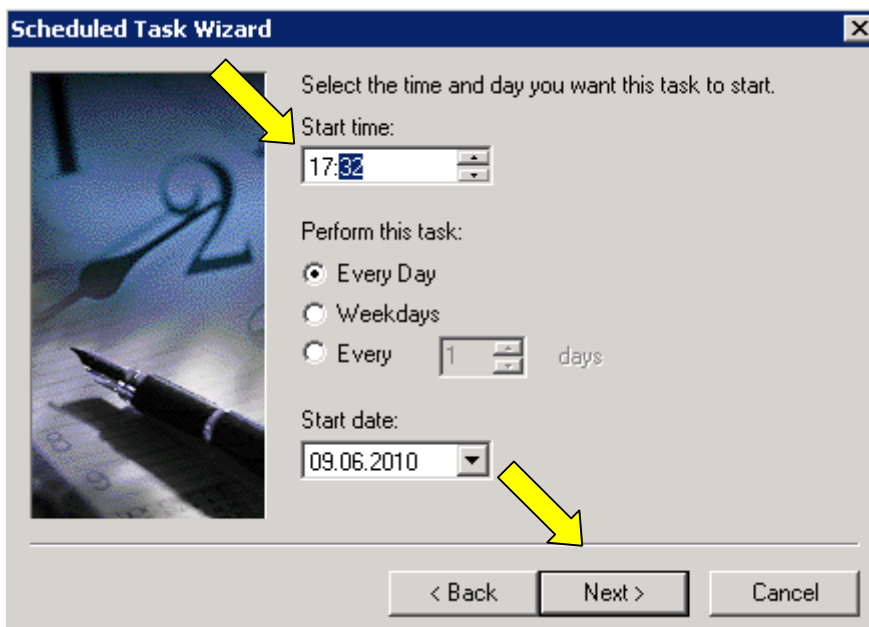 Scheduled Task Wizard
Select the time and day you want this task to start.
Start time:
17:32
Perform this task:
Every Day
Weekdays
Every 1 days
Start date:
09.06.2010
< Back Next > Cancel